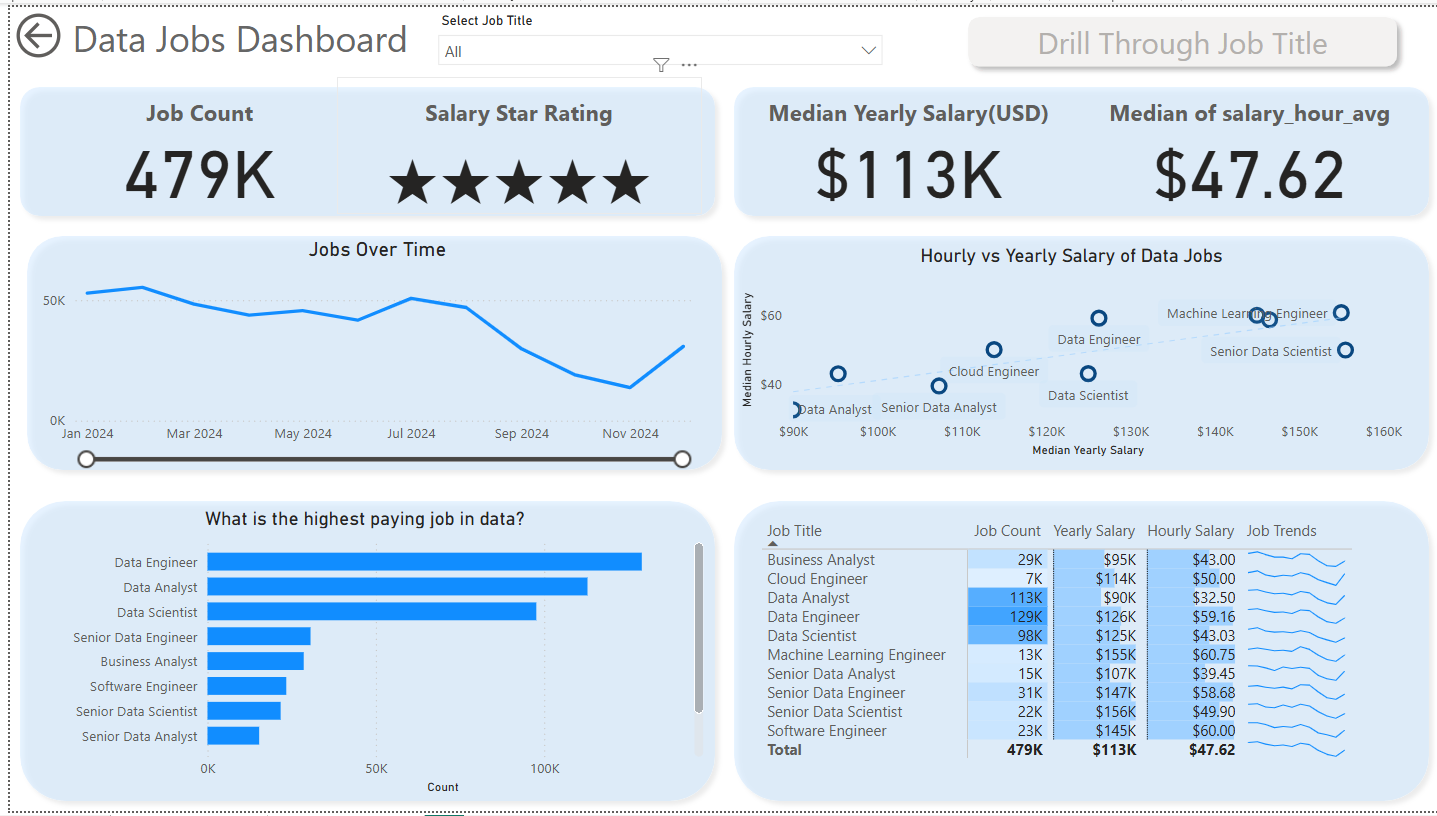 Select Job Title
Data Jobs Dashboard
All
Drill Through Job Title
Job Count
479K
Salary Star Rating
★★★★★
Median Yearly Salary(USD)
$113K
Median of salary_hour_avg
$47.62
Jobs Over Time
50K
0K
Jan 2024 Mar 2024 May 2024 Jul 2024 Sep 2024 Nov 2024
Hourly vs Yearly Salary of Data Jobs
Median Hourly Salary
$60
$40
Machine Learning Engineer
Data Engineer
Senior Data Scientist
Cloud Engineer
Data Scientist
Data Analyst
Senior Data Analyst
$90K $100K $110K $120K $130K $140K $150K $160K
Median Yearly Salary
What is the highest paying job in data?
Data Engineer
Data Analyst
Data Scientist
Senior Data Engineer
Business Analyst
Software Engineer
Senior Data Scientist
Senior Data Analyst
0K 50K 100K
Count
Job Title Job Count Yearly Salary Hourly Salary Job Trends
Business Analyst 29K $95K $43.00
Cloud Engineer 7K $114K $50.00
Data Analyst 113K $90K $32.50
Data Engineer 129K $126K $59.16
Data Scientist 98K $125K $43.03
Machine Learning Engineer 13K $155K $60.75
Senior Data Analyst 15K $107K $39.45
Senior Data Engineer 31K $147K $58.68
Senior Data Scientist 22K $156K $49.90
Software Engineer 23K $145K $60.00
Total 479K $113K $47.62